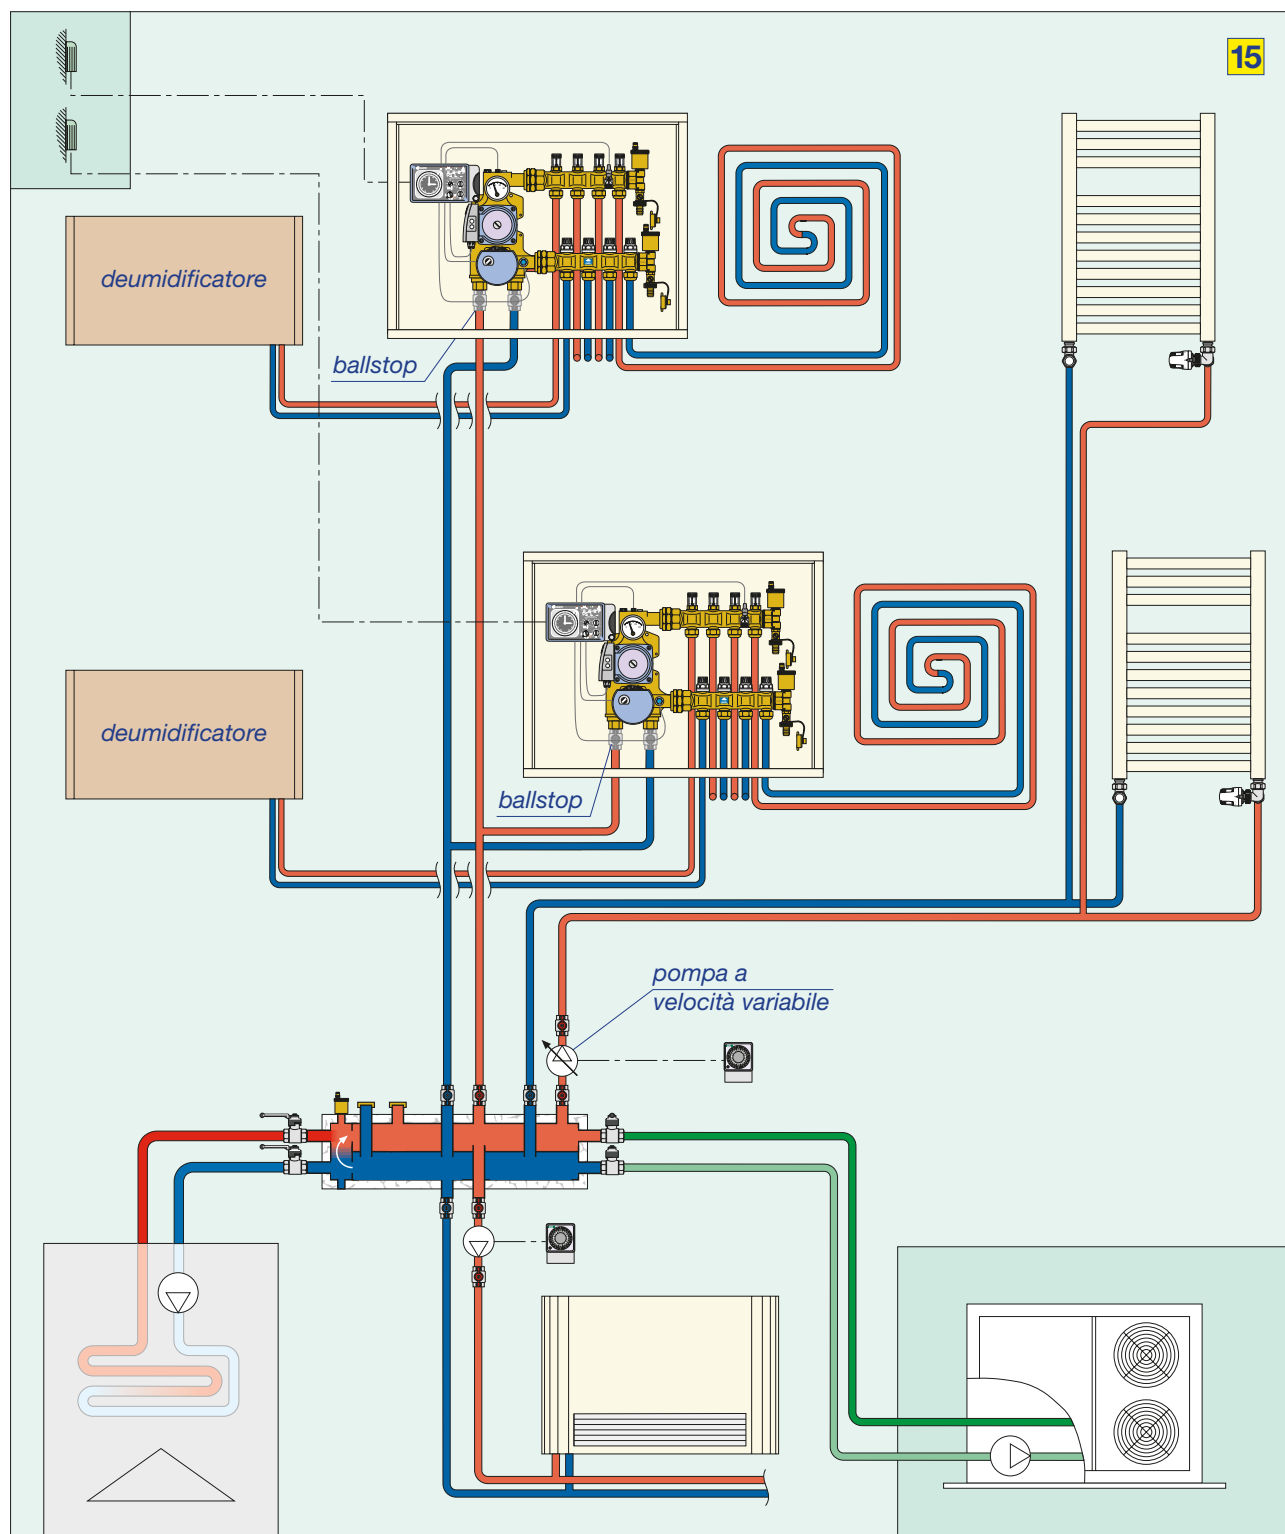 15
deumidificatore
ballstop
deumidificatore
ballstop
pompa a
velocità variabile